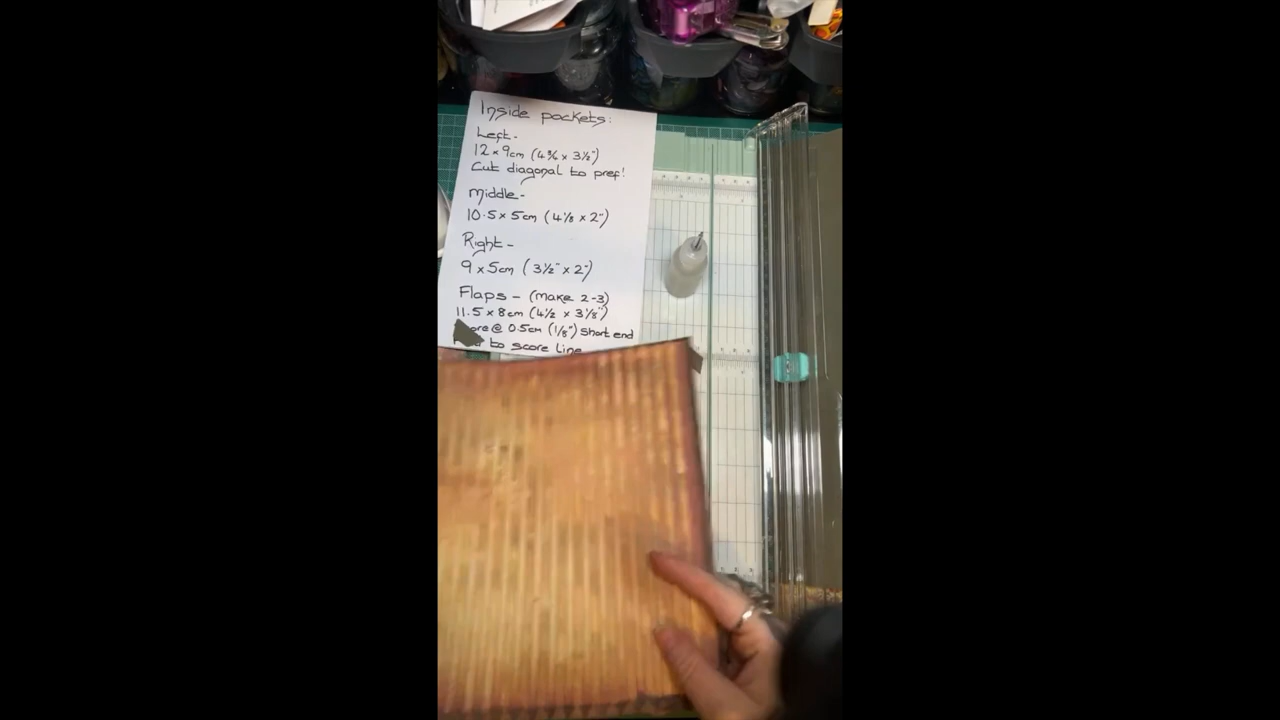 Inside pockets:
Left-
12 x 9cm (4¾ x 3½")
Cut diagonal to pref!
Middle-
10.5 x 5cm (4⅛ x 2")
Right -
9 x 5cm (3½" x 2")
Flaps - (make 2-3)
11.5 x 8cm (4½ x 3⅛")
@ 0.5cm (⅛") short end
to score line